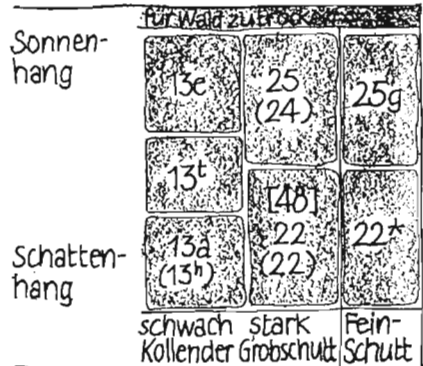 für Wald zu trocken
Sonnen-
hang
13e
25
(24)
25g
13t
[48]
22
(22)
22*
13a
(13h)
Schatten-
hang
schwach stark
Kollender Grobschutt
Fein-
Schutt